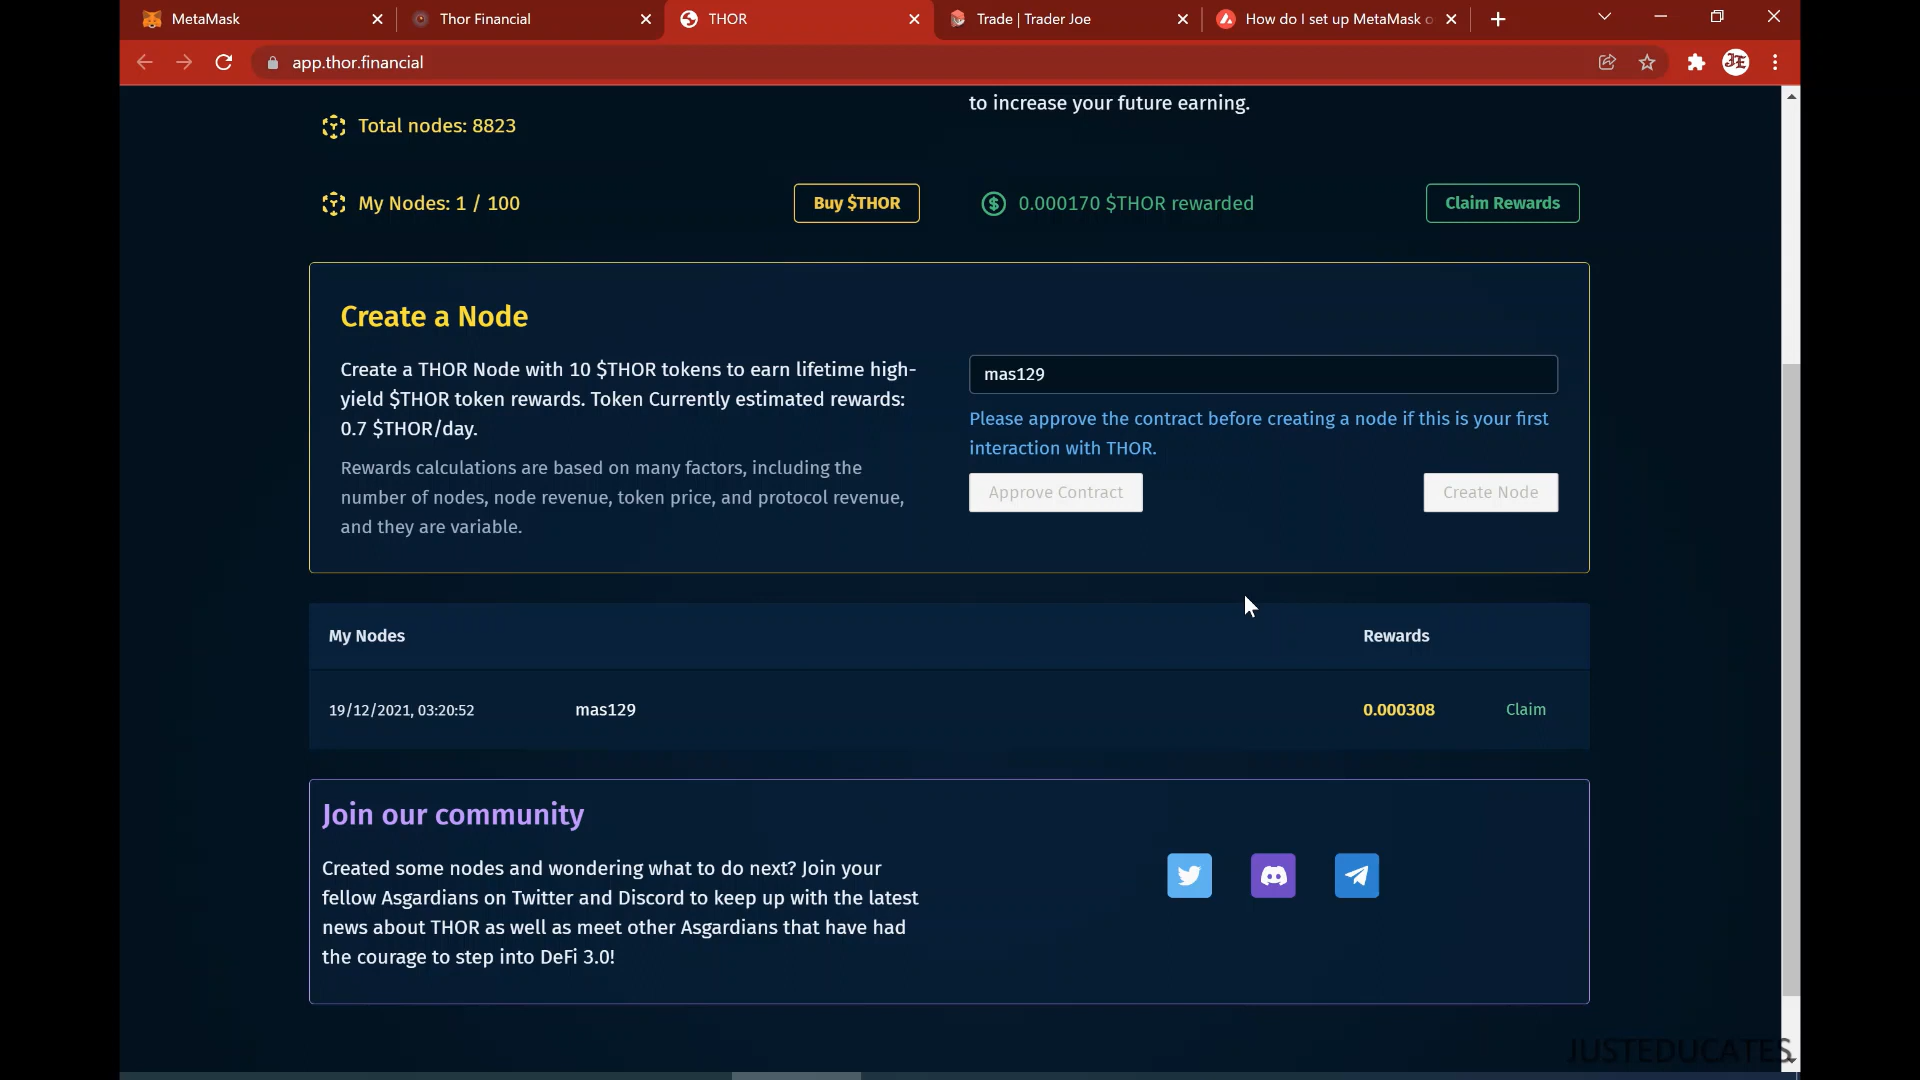 MetaMask
Thor Financial
THOR
Trade | Trader Joe
How do I set up MetaMask o
app.thor.financial
to increase your future earning.
Total nodes: 8823
My Nodes: 1 / 100
Buy $THOR
0.000170 $THOR rewarded
Claim Rewards
Create a Node
Create a THOR Node with 10 $THOR tokens to earn lifetime high-
yield $THOR token rewards. Token Currently estimated rewards:
0.7 $THOR/day.
Rewards calculations are based on many factors, including the
number of nodes, node revenue, token price, and protocol revenue,
and they are variable.
mas129
Please approve the contract before creating a node if this is your first
interaction with THOR.
Approve Contract
Create Node
My Nodes
Rewards
19/12/2021, 03:20:52
mas129
0.000308
Claim
Join our community
Created some nodes and wondering what to do next? Join your
fellow Asgardians on Twitter and Discord to keep up with the latest
news about THOR as well as meet other Asgardians that have had
the courage to step into DeFi 3.0!
JUSTEDUCATES